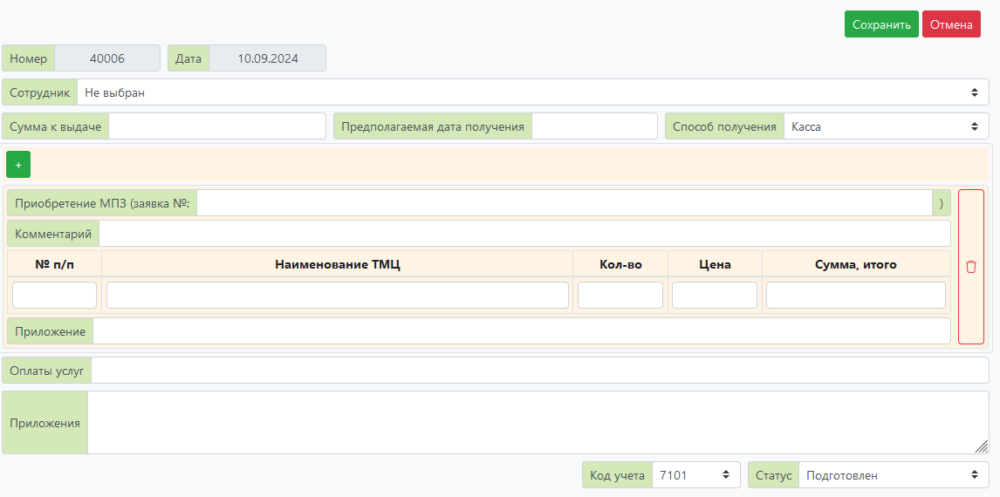 Сохранить Отмена
Номер 40006 Дата 10.09.2024
Сотрудник Не выбран
Сумма к выдаче Предполагаемая дата получения Способ получения Касса
+
Приобретение МПЗ (заявка №: )
Комментарий
№ п/п Наименование ТМЦ Кол-во Цена Сумма, итого
Приложение
Оплаты услуг
Приложения
Код учета 7101 Статус Подготовлен